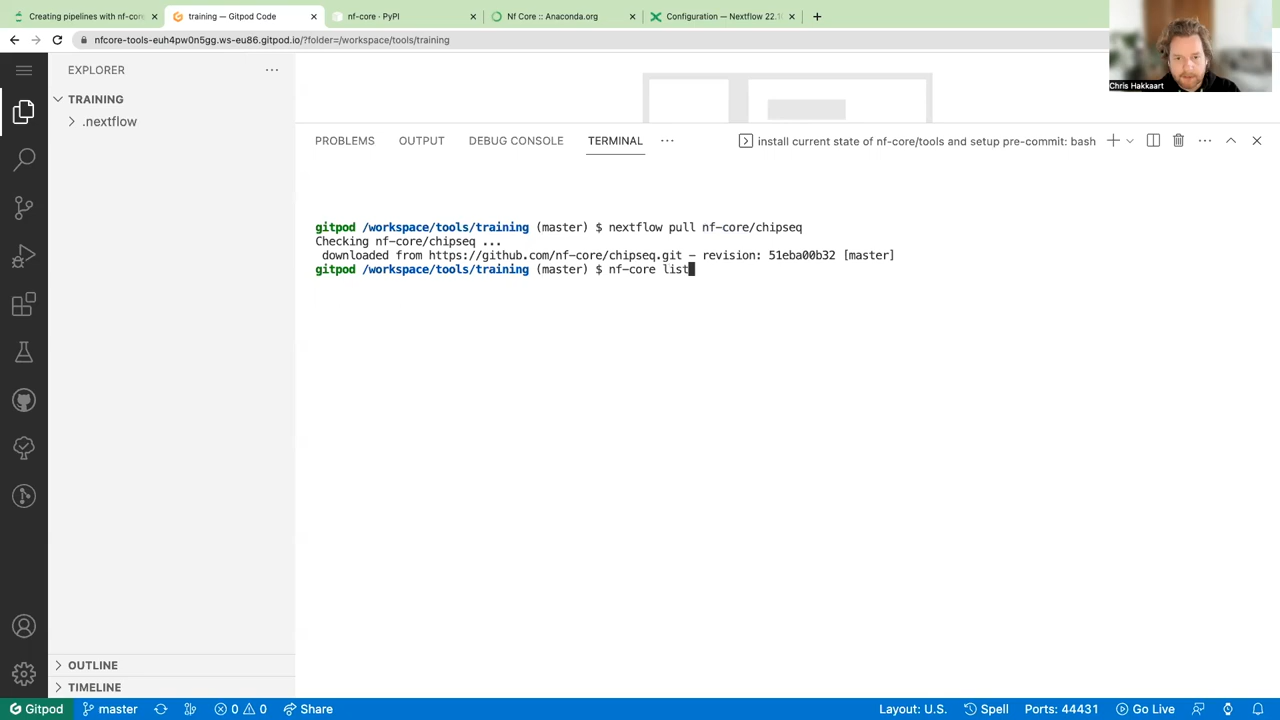 Creating pipelines with nf-core
training — Gitpod Code
nf-core · PyPI
Nf Core :: Anaconda.org
Configuration — Nextflow 22.1
nfcore-tools-euh4pw0n5gg.ws-eu86.gitpod.io/?folder=/workspace/tools/training
Chris Hakkaart
EXPLORER
TRAINING
.nextflow
PROBLEMS OUTPUT DEBUG CONSOLE TERMINAL
install current state of nf-core/tools and setup pre-commit: bash
gitpod /workspace/tools/training (master) $ nextflow pull nf-core/chipseq
Checking nf-core/chipseq ...
downloaded from https://github.com/nf-core/chipseq.git – revision: 51eba00b32 [master]
gitpod /workspace/tools/training (master) $ nf-core list
OUTLINE
TIMELINE
Gitpod master 0 0 Share Layout: U.S. Spell Ports: 44431 Go Live